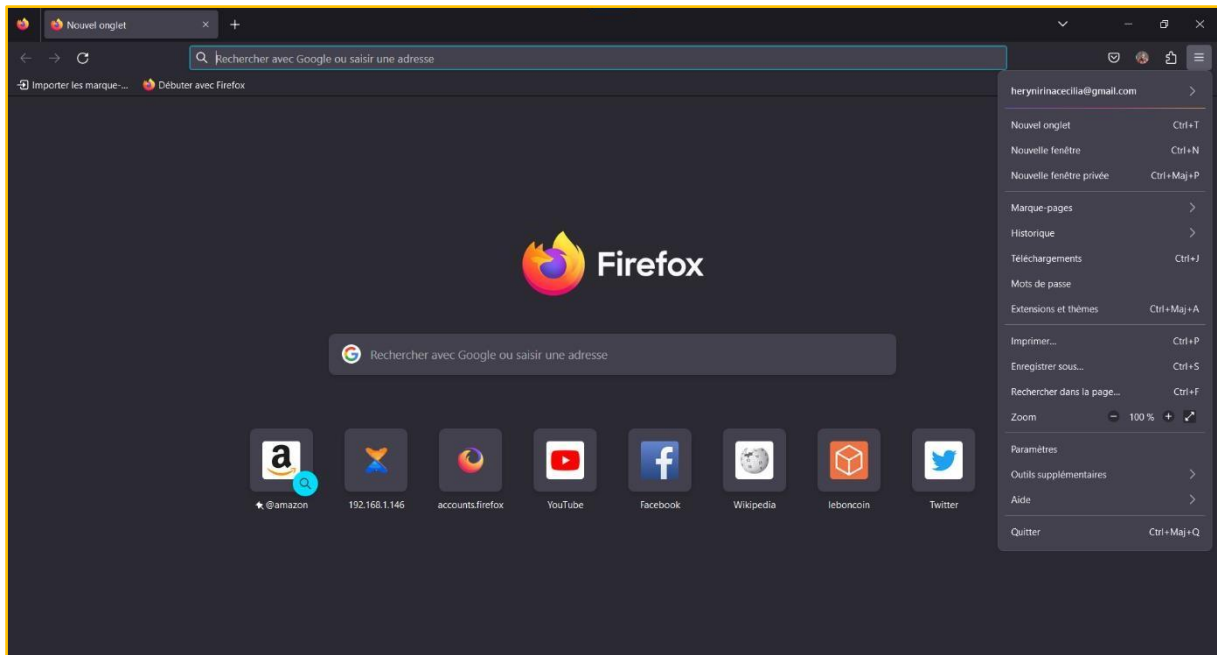 Nouvel onglet
Rechercher avec Google ou saisir une adresse
Importer les marque-... Débuter avec Firefox
herynirinacecilia@gmail.com
Nouvel onglet Ctrl+T
Nouvelle fenêtre Ctrl+N
Nouvelle fenêtre privée Ctrl+Maj+P
Marque-pages
Historique
Téléchargements Ctrl+J
Mots de passe
Extensions et thèmes Ctrl+Maj+A
Imprimer... Ctrl+P
Enregistrer sous... Ctrl+S
Rechercher dans la page... Ctrl+F
Zoom − 100 % +
Paramètres
Outils supplémentaires
Aide
Quitter Ctrl+Maj+Q
Firefox
Rechercher avec Google ou saisir une adresse
a
@amazon 192.168.1.146 accounts.firefox YouTube Facebook Wikipedia leboncoin Twitter